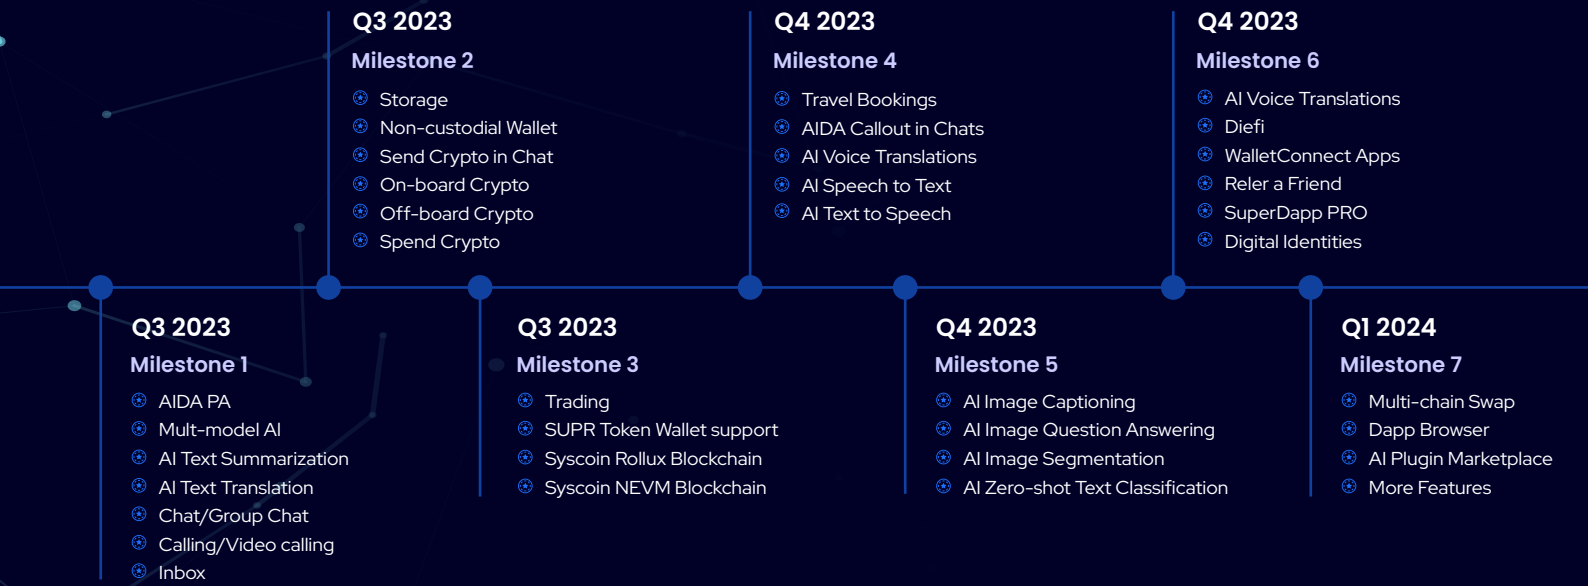 Q3 2023
Milestone 2
Storage
Non-custodial Wallet
Send Crypto in Chat
On-board Crypto
Off-board Crypto
Spend Crypto
Q4 2023
Milestone 4
Travel Bookings
AIDA Callout in Chats
AI Voice Translations
AI Speech to Text
AI Text to Speech
Q4 2023
Milestone 6
AI Voice Translations
Diefi
WalletConnect Apps
Reler a Friend
SuperDapp PRO
Digital Identities
Q3 2023
Milestone 1
AIDA PA
Mult-model AI
AI Text Summarization
AI Text Translation
Chat/Group Chat
Calling/Video calling
Inbox
Q3 2023
Milestone 3
Trading
SUPR Token Wallet support
Syscoin Rollux Blockchain
Syscoin NEVM Blockchain
Q4 2023
Milestone 5
AI Image Captioning
AI Image Question Answering
AI Image Segmentation
AI Zero-shot Text Classification
Q1 2024
Milestone 7
Multi-chain Swap
Dapp Browser
AI Plugin Marketplace
More Features